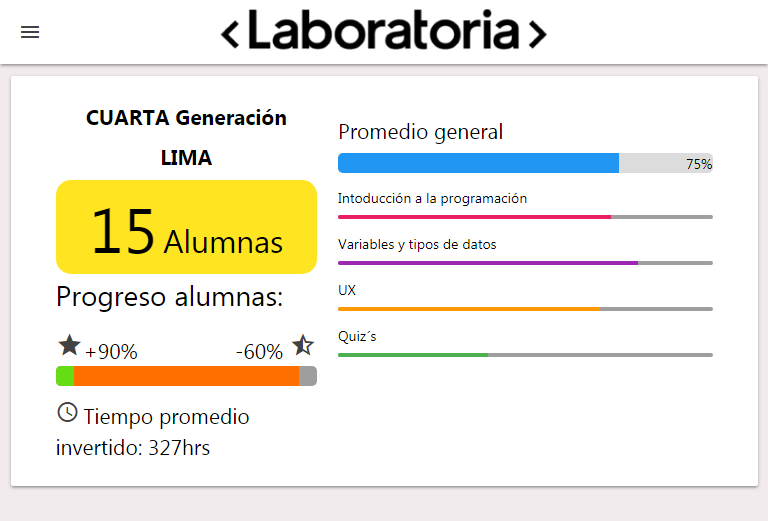 <Laboratoria>
CUARTA Generación
LIMA
15 Alumnas
Progreso alumnas:
+90% -60%
Tiempo promedio
invertido: 327hrs
Promedio general
75%
Intoducción a la programación
Variables y tipos de datos
UX
Quiz´s